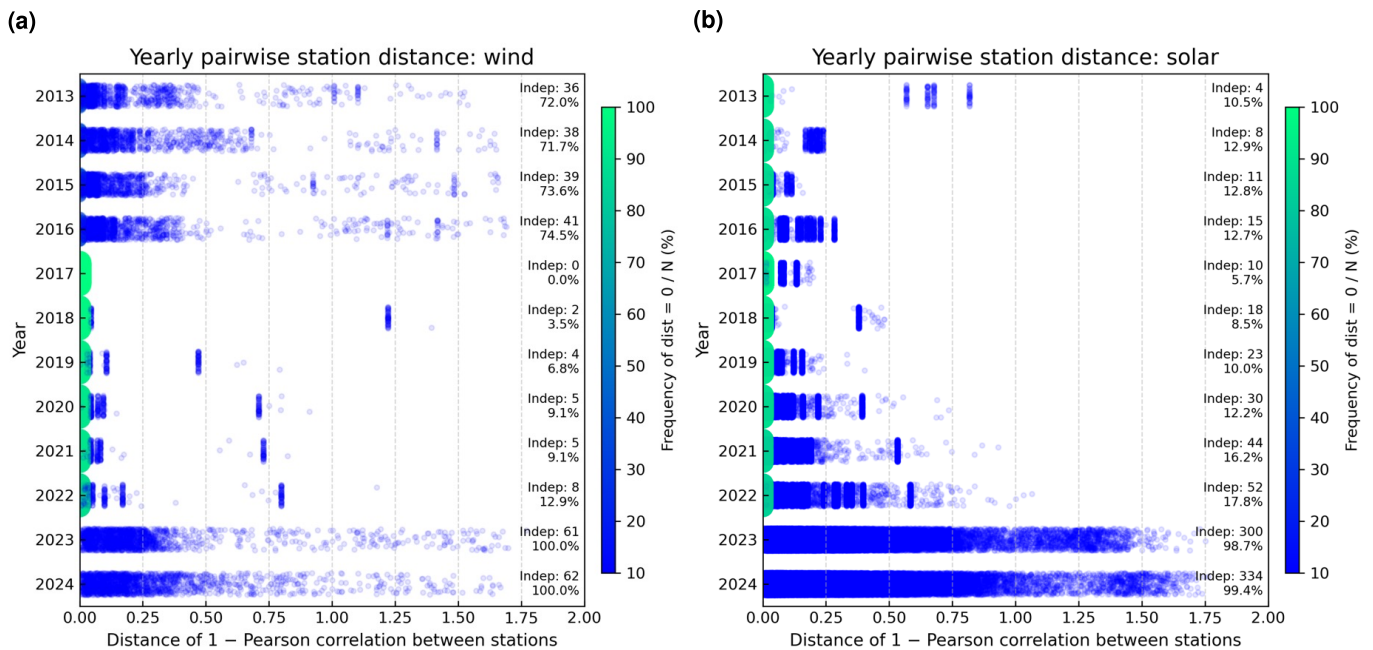 (a)
Yearly pairwise station distance: wind
Year
2013
2014
2015
2016
2017
2018
2019
2020
2021
2022
2023
2024
Indep: 36
72.0%
Indep: 38
71.7%
Indep: 39
73.6%
Indep: 41
74.5%
Indep: 0
0.0%
Indep: 2
3.5%
Indep: 4
6.8%
Indep: 5
9.1%
Indep: 5
9.1%
Indep: 8
12.9%
Indep: 61
100.0%
Indep: 62
100.0%
0.00 0.25 0.50 0.75 1.00 1.25 1.50 1.75 2.00
Distance of 1 − Pearson correlation between stations
100
90
80
70
60
50
40
30
20
10
Frequency of dist = 0 / N (%)
(b)
Yearly pairwise station distance: solar
Year
2013
2014
2015
2016
2017
2018
2019
2020
2021
2022
2023
2024
Indep: 4
10.5%
Indep: 8
12.9%
Indep: 11
12.8%
Indep: 15
12.7%
Indep: 10
5.7%
Indep: 18
8.5%
Indep: 23
10.0%
Indep: 30
12.2%
Indep: 44
16.2%
Indep: 52
17.8%
Indep: 300
98.7%
Indep: 334
99.4%
0.00 0.25 0.50 0.75 1.00 1.25 1.50 1.75 2.00
Distance of 1 − Pearson correlation between stations
100
90
80
70
60
50
40
30
20
10
Frequency of dist = 0 / N (%)